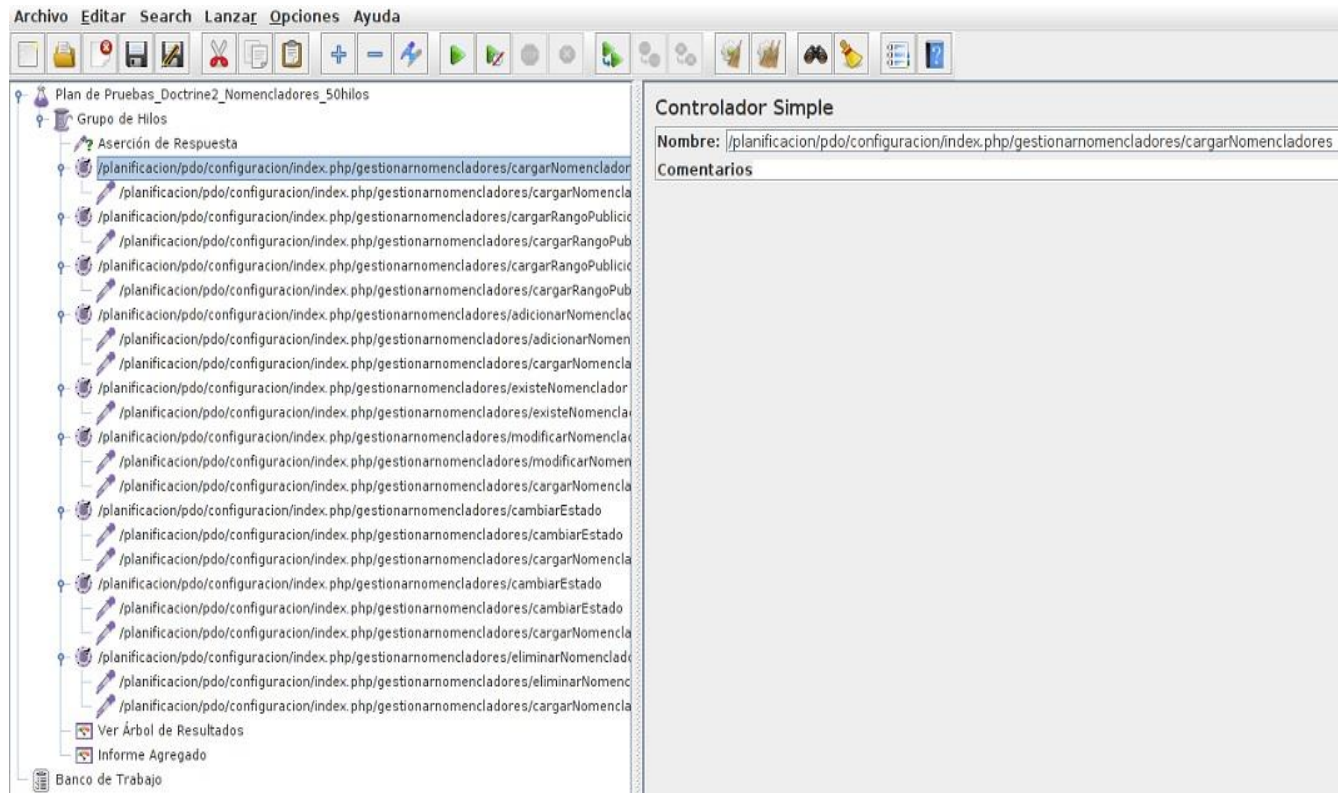 Archivo Editar Search Lanzar Opciones Ayuda
Plan de Pruebas_Doctrine2_Nomencladores_50hilos
Grupo de Hilos
Aserción de Respuesta
/planificacion/pdo/configuracion/index.php/gestionarnomencladores/cargarNomenclador
/planificacion/pdo/configuracion/index.php/gestionarnomencladores/cargarNomencla
/planificacion/pdo/configuracion/index.php/gestionarnomencladores/cargarRangoPublicid
/planificacion/pdo/configuracion/index.php/gestionarnomencladores/cargarRangoPub
/planificacion/pdo/configuracion/index.php/gestionarnomencladores/cargarRangoPublicid
/planificacion/pdo/configuracion/index.php/gestionarnomencladores/cargarRangoPub
/planificacion/pdo/configuracion/index.php/gestionarnomencladores/adicionarNomenclad
/planificacion/pdo/configuracion/index.php/gestionarnomencladores/adicionarNomen
/planificacion/pdo/configuracion/index.php/gestionarnomencladores/cargarNomencla
/planificacion/pdo/configuracion/index.php/gestionarnomencladores/existeNomenclador
/planificacion/pdo/configuracion/index.php/gestionarnomencladores/existeNomenclad
/planificacion/pdo/configuracion/index.php/gestionarnomencladores/modificarNomenclad
/planificacion/pdo/configuracion/index.php/gestionarnomencladores/modificarNomen
/planificacion/pdo/configuracion/index.php/gestionarnomencladores/cargarNomencla
/planificacion/pdo/configuracion/index.php/gestionarnomencladores/cambiarEstado
/planificacion/pdo/configuracion/index.php/gestionarnomencladores/cambiarEstado
/planificacion/pdo/configuracion/index.php/gestionarnomencladores/cargarNomencla
/planificacion/pdo/configuracion/index.php/gestionarnomencladores/cambiarEstado
/planificacion/pdo/configuracion/index.php/gestionarnomencladores/cambiarEstado
/planificacion/pdo/configuracion/index.php/gestionarnomencladores/cargarNomencla
/planificacion/pdo/configuracion/index.php/gestionarnomencladores/eliminarNomenclado
/planificacion/pdo/configuracion/index.php/gestionarnomencladores/eliminarNomenc
/planificacion/pdo/configuracion/index.php/gestionarnomencladores/cargarNomencla
Ver Árbol de Resultados
Informe Agregado
Banco de Trabajo
Controlador Simple
Nombre: /planificacion/pdo/configuracion/index.php/gestionarnomencladores/cargarNomencladores
Comentarios